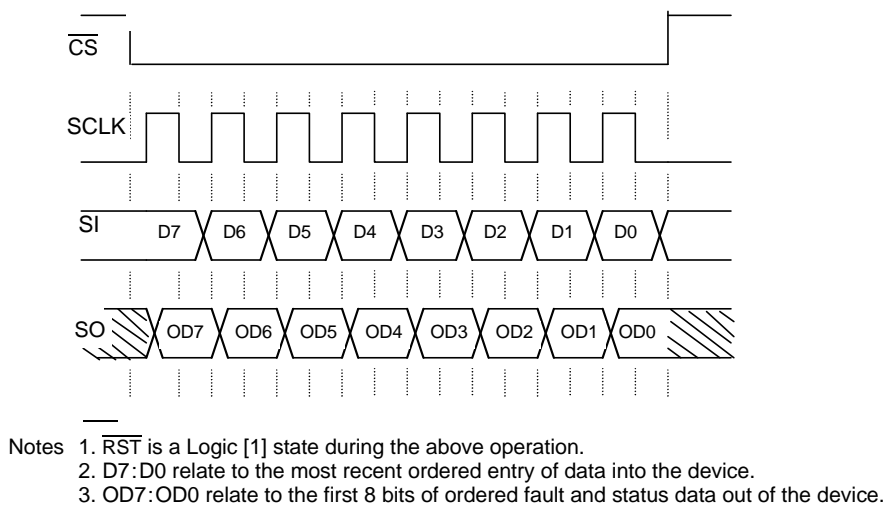 CS
SCLK
SI D7 D6 D5 D4 D3 D2 D1 D0
SO OD7 OD6 OD5 OD4 OD3 OD2 OD1 OD0
Notes 1. RST is a Logic [1] state during the above operation.
2. D7:D0 relate to the most recent ordered entry of data into the device.
3. OD7:OD0 relate to the first 8 bits of ordered fault and status data out of the device.